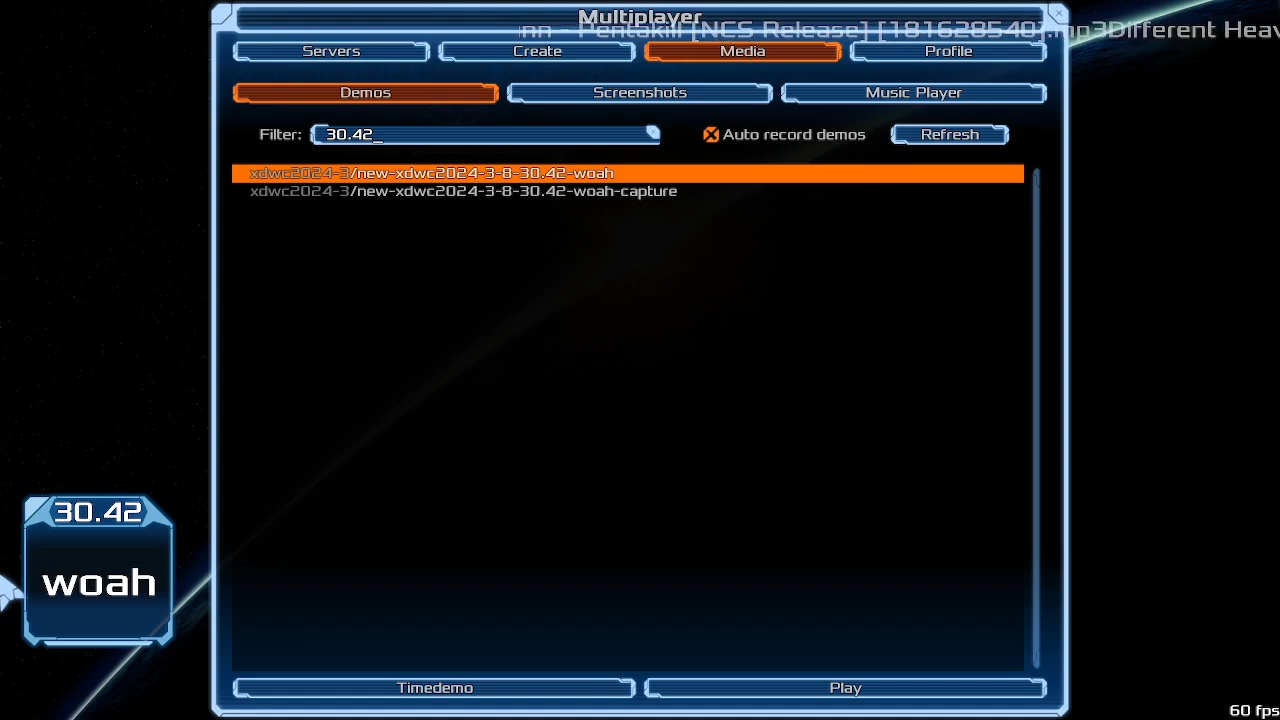 Multiplayer
nn - Pentakill [NCS Release] [181628540].mp3Different Heav
Servers Create Media Profile
Demos Screenshots Music Player
Filter: 30.42_ Auto record demos Refresh
xdwc2024-3/new-xdwc2024-3-8-30.42-woah
xdwc2024-3/new-xdwc2024-3-8-30.42-woah-capture
30.42
woah
Timedemo Play
60 fps